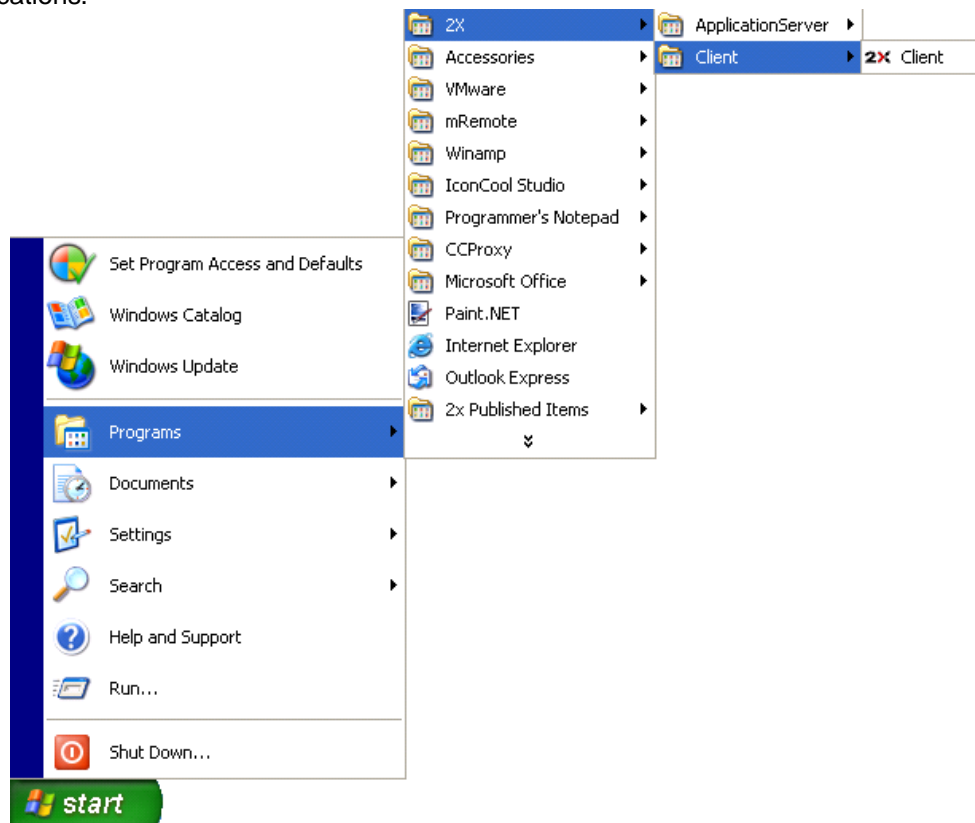 cations.
2X
ApplicationServer
Accessories
Client
2X Client
VMware
mRemote
Winamp
IconCool Studio
Programmer's Notepad
CCProxy
Microsoft Office
Paint.NET
Internet Explorer
Outlook Express
2x Published Items
Set Program Access and Defaults
Windows Catalog
Windows Update
Programs
Documents
Settings
Search
Help and Support
Run...
Shut Down...
start